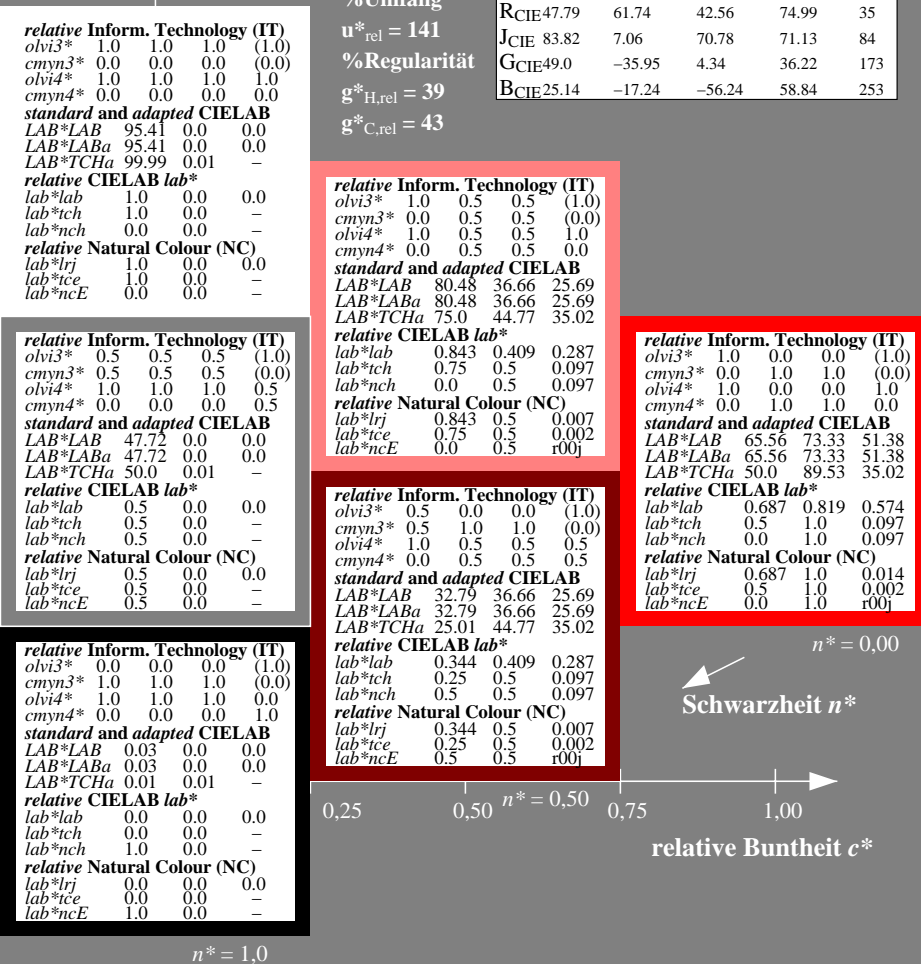 %Umfang
u*rel = 141
%Regularität
g*H,rel = 39
g*C,rel = 43
RCIE 47.79 61.74 42.56 74.99 35
JCIE 83.82 7.06 70.78 71.13 84
GCIE 49.0 −35.95 4.34 36.22 173
BCIE 25.14 −17.24 −56.24 58.84 253
relative Inform. Technology (IT)
olvi3* 1.0 1.0 1.0 (1.0)
cmyn3* 0.0 0.0 0.0 (0.0)
olvi4* 1.0 1.0 1.0 1.0
cmyn4* 0.0 0.0 0.0 0.0
standard and adapted CIELAB
LAB*LAB 95.41 0.0 0.0
LAB*LABa 95.41 0.0 0.0
LAB*TCHa 99.99 0.01 –
relative CIELAB lab*
lab*lab 1.0 0.0 0.0
lab*tch 1.0 0.0 –
lab*nch 0.0 0.0 –
relative Natural Colour (NC)
lab*lrj 1.0 0.0 0.0
lab*tce 1.0 0.0 –
lab*ncE 0.0 0.0 –
relative Inform. Technology (IT)
olvi3* 1.0 0.5 0.5 (1.0)
cmyn3* 0.0 0.5 0.5 (0.0)
olvi4* 1.0 0.5 0.5 1.0
cmyn4* 0.0 0.5 0.5 0.0
standard and adapted CIELAB
LAB*LAB 80.48 36.66 25.69
LAB*LABa 80.48 36.66 25.69
LAB*TCHa 75.0 44.77 35.02
relative CIELAB lab*
lab*lab 0.843 0.409 0.287
lab*tch 0.75 0.5 0.097
lab*nch 0.0 0.5 0.097
relative Natural Colour (NC)
lab*lrj 0.843 0.5 0.007
lab*tce 0.75 0.5 0.002
lab*ncE 0.0 0.5 r00j
relative Inform. Technology (IT)
olvi3* 0.5 0.5 0.5 (1.0)
cmyn3* 0.5 0.5 0.5 (0.0)
olvi4* 1.0 1.0 1.0 0.5
cmyn4* 0.0 0.0 0.0 0.5
standard and adapted CIELAB
LAB*LAB 47.72 0.0 0.0
LAB*LABa 47.72 0.0 0.0
LAB*TCHa 50.0 0.01 –
relative CIELAB lab*
lab*lab 0.5 0.0 0.0
lab*tch 0.5 0.0 –
lab*nch 0.5 0.0 –
relative Natural Colour (NC)
lab*lrj 0.5 0.0 0.0
lab*tce 0.5 0.0 –
lab*ncE 0.5 0.0 –
relative Inform. Technology (IT)
olvi3* 1.0 0.0 0.0 (1.0)
cmyn3* 0.0 1.0 1.0 (0.0)
olvi4* 1.0 0.0 0.0 1.0
cmyn4* 0.0 1.0 1.0 0.0
standard and adapted CIELAB
LAB*LAB 65.56 73.33 51.38
LAB*LABa 65.56 73.33 51.38
LAB*TCHa 50.0 89.53 35.02
relative CIELAB lab*
lab*lab 0.687 0.819 0.574
lab*tch 0.5 1.0 0.097
lab*nch 0.0 1.0 0.097
relative Natural Colour (NC)
lab*lrj 0.687 1.0 0.014
lab*tce 0.5 1.0 0.002
lab*ncE 0.0 1.0 r00j
relative Inform. Technology (IT)
olvi3* 0.5 0.0 0.0 (1.0)
cmyn3* 0.5 1.0 1.0 (0.0)
olvi4* 1.0 0.5 0.5 0.5
cmyn4* 0.0 0.5 0.5 0.5
standard and adapted CIELAB
LAB*LAB 32.79 36.66 25.69
LAB*LABa 32.79 36.66 25.69
LAB*TCHa 25.01 44.77 35.02
relative CIELAB lab*
lab*lab 0.344 0.409 0.287
lab*tch 0.25 0.5 0.097
lab*nch 0.5 0.5 0.097
relative Natural Colour (NC)
lab*lrj 0.344 0.5 0.007
lab*tce 0.25 0.5 0.002
lab*ncE 0.5 0.5 r00j
relative Inform. Technology (IT)
olvi3* 0.0 0.0 0.0 (1.0)
cmyn3* 1.0 1.0 1.0 (0.0)
olvi4* 1.0 1.0 1.0 0.0
cmyn4* 0.0 0.0 0.0 1.0
standard and adapted CIELAB
LAB*LAB 0.03 0.0 0.0
LAB*LABa 0.03 0.0 0.0
LAB*TCHa 0.01 0.01 –
relative CIELAB lab*
lab*lab 0.0 0.0 0.0
lab*tch 0.0 0.0 –
lab*nch 1.0 0.0 –
relative Natural Colour (NC)
lab*lrj 0.0 0.0 0.0
lab*tce 0.0 0.0 –
lab*ncE 1.0 0.0 –
n* = 0,00
Schwarzheit n*
0,25 0,50 n* = 0,50 0,75 1,00
relative Buntheit c*
n* = 1,0